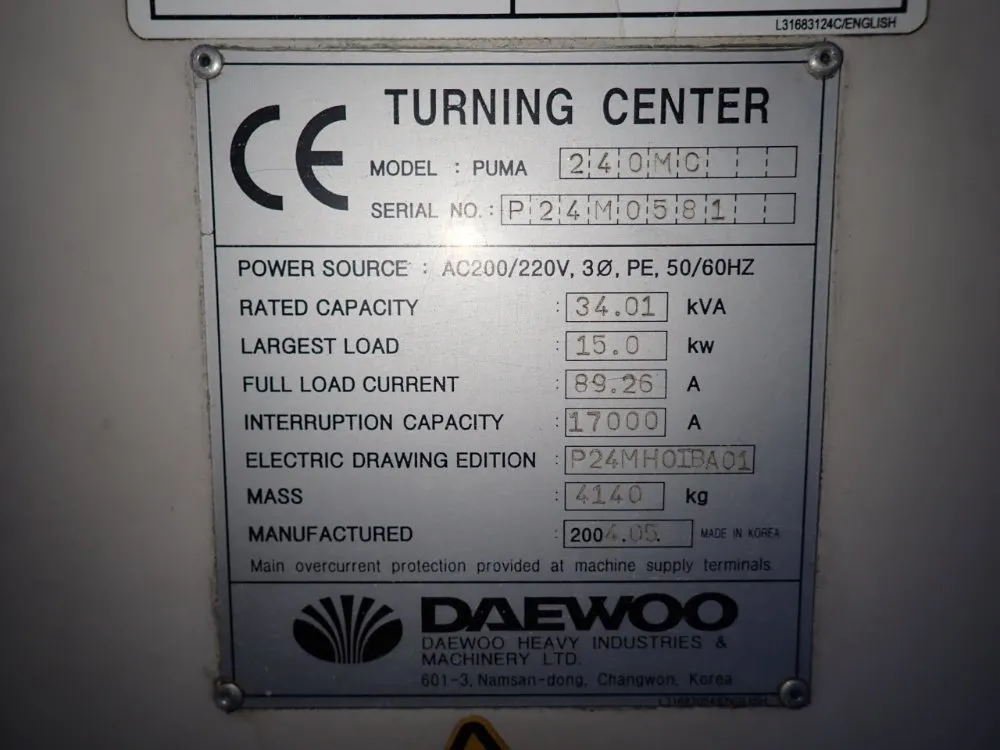 L31683124C/ENGLISH
CE TURNING CENTER
MODEL : PUMA 240MC
SERIAL NO. : P24M0581
POWER SOURCE : AC200/220V, 3Ø, PE, 50/60HZ
RATED CAPACITY : 34.01 kVA
LARGEST LOAD : 15.0 kw
FULL LOAD CURRENT : 89.26 A
INTERRUPTION CAPACITY : 17000 A
ELECTRIC DRAWING EDITION : P24MH0IBA01
MASS : 4140 kg
MANUFACTURED : 2004.05. MADE IN KOREA
Main overcurrent protection provided at machine supply terminals.
DAEWOO
DAEWOO HEAVY INDUSTRIES &
MACHINERY LTD.
601-3, Namsan-dong, Changwon, Korea